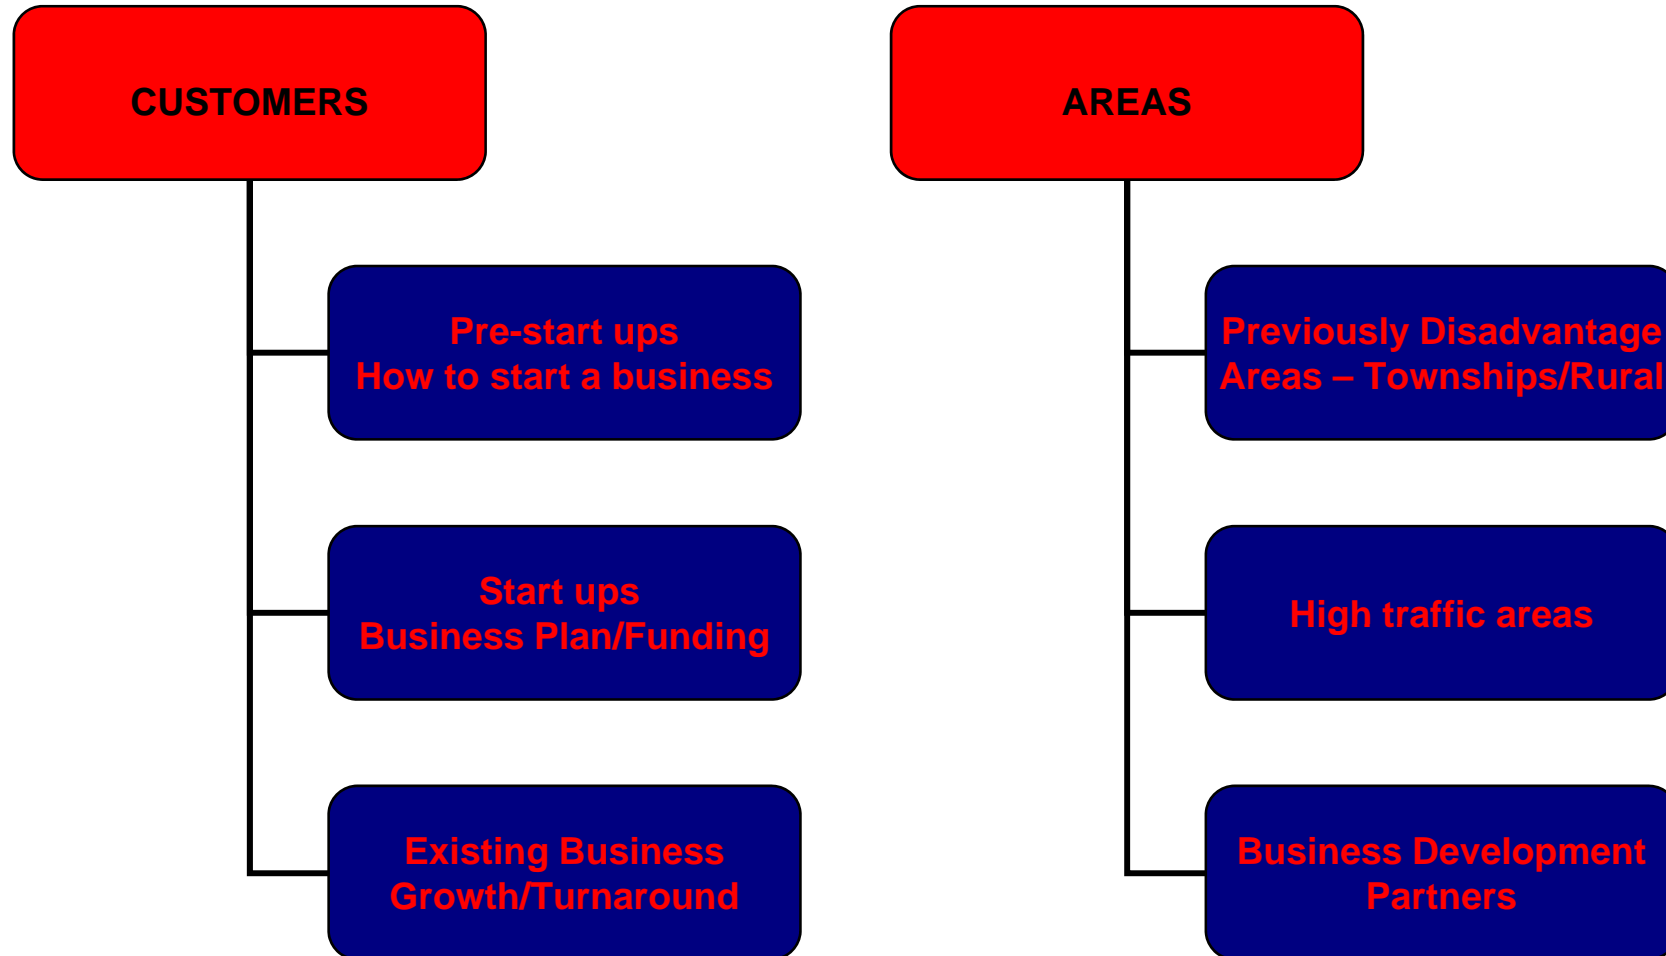 CUSTOMERS
Pre-start ups
How to start a business
Start ups
Business Plan/Funding
Existing Business
Growth/Turnaround
AREAS
Previously Disadvantage
Areas – Townships/Rural
High traffic areas
Business Development
Partners